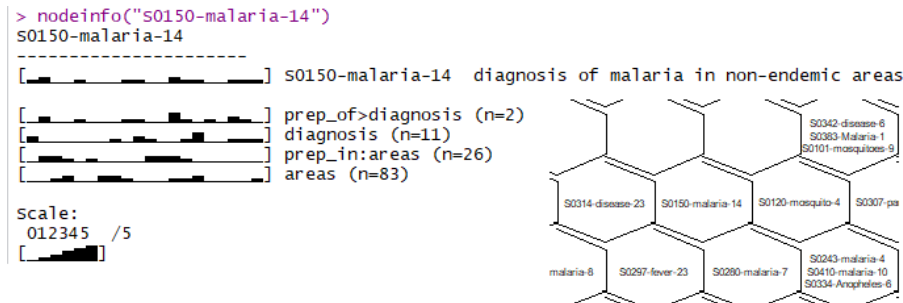 > nodeinfo("S0150-malaria-14")
S0150-malaria-14
----------------------
[ ] S0150-malaria-14 diagnosis of malaria in non-endemic areas
[ ] prep_of>diagnosis (n=2)
[ ] diagnosis (n=11)
[ ] prep_in:areas (n=26)
[ ] areas (n=83)
Scale:
012345 /5
[ ]
S0342-disease-6
S0383-Malaria-1
S0101-mosquitoes-9
S0314-disease-23
S0150-malaria-14
S0120-mosquito-4
S0307-pa
malaria-8
S0297-fever-23
S0280-malaria-7
S0243-malaria-4
S0410-malaria-10
S0334-Anopheles-6